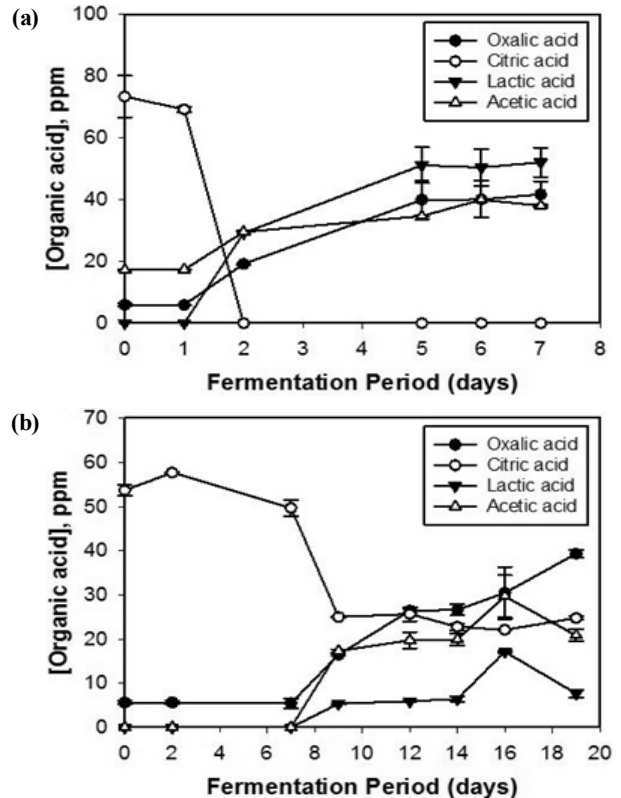 (a)
100
80
60
40
20
0
[Organic acid], ppm
Oxalic acid
Citric acid
Lactic acid
Acetic acid
0 1 2 3 4 5 6 7 8
Fermentation Period (days)
(b)
70
60
50
40
30
20
10
0
[Organic acid], ppm
Oxalic acid
Citric acid
Lactic acid
Acetic acid
0 2 4 6 8 10 12 14 16 18 20
Fermentation Period (days)